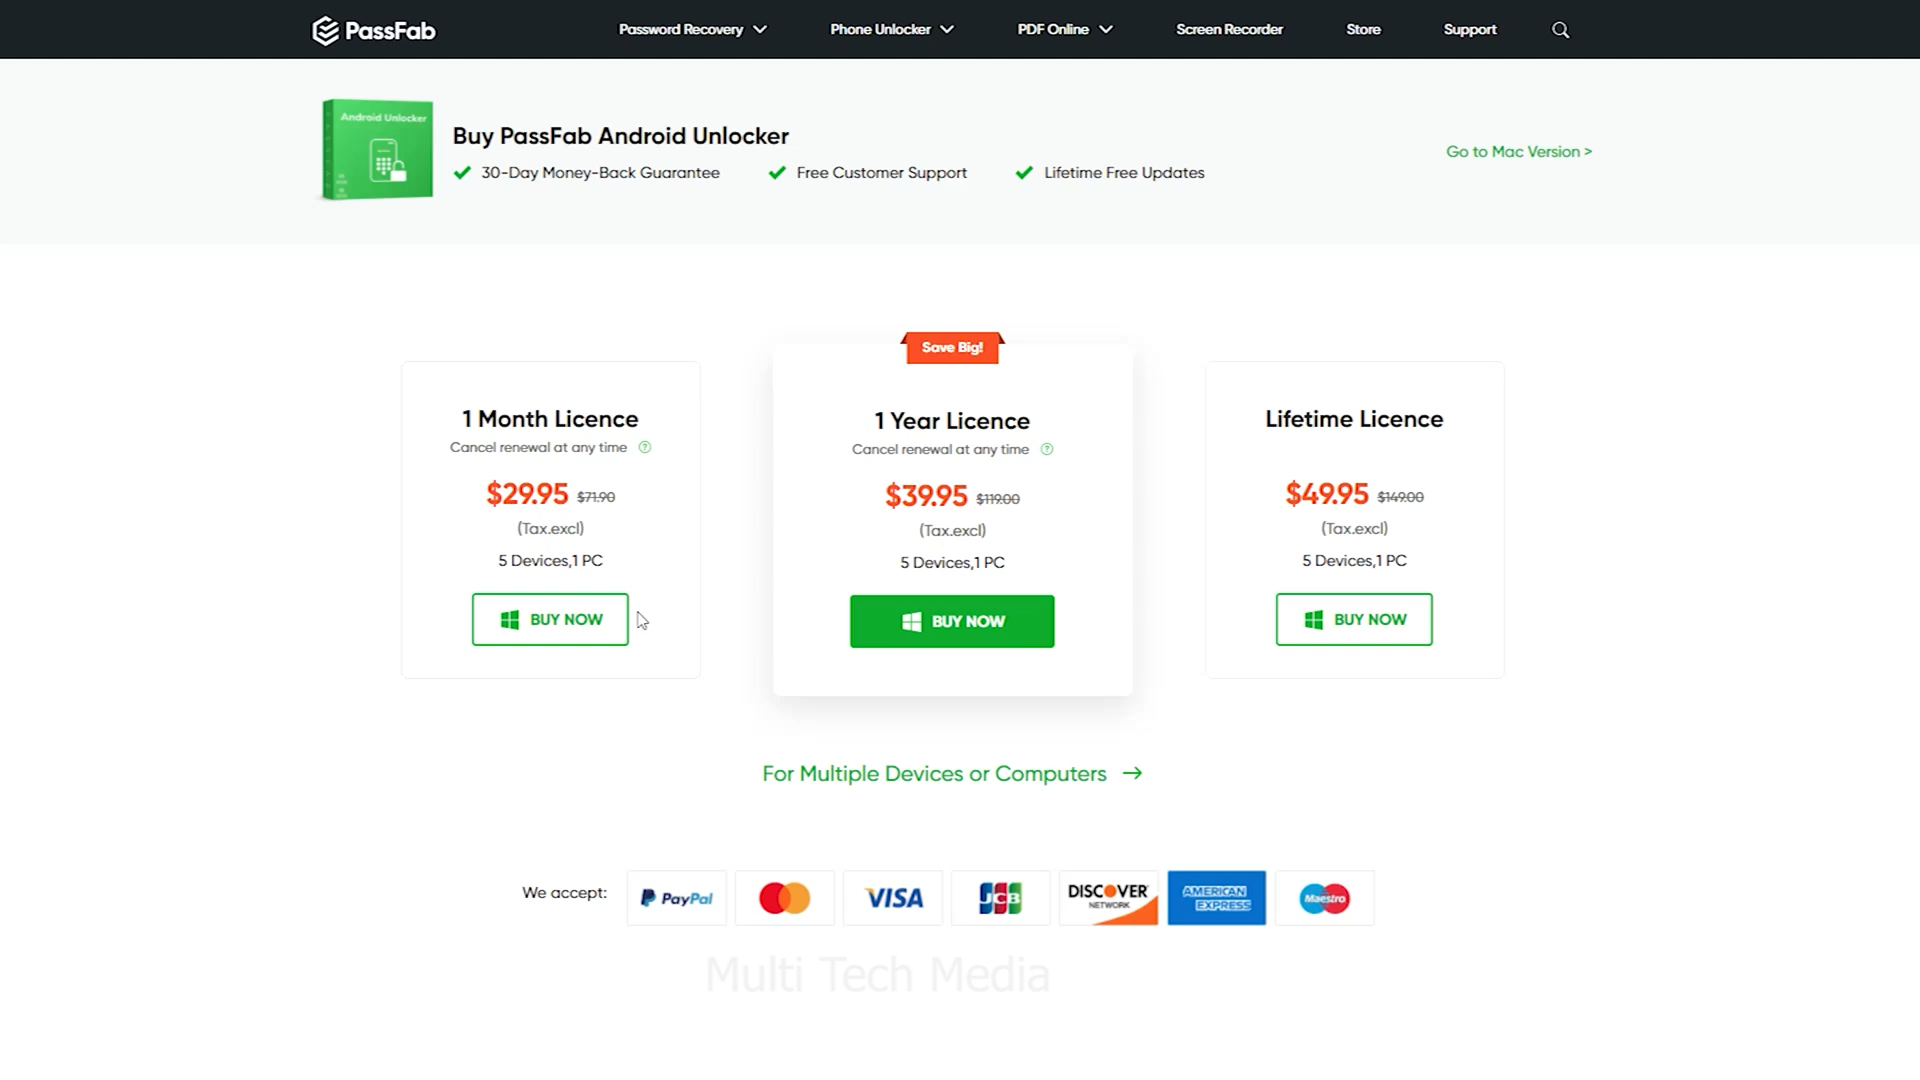 PassFab
Password Recovery
Phone Unlocker
PDF Online
Screen Recorder
Store
Support
Android Unlocker
Buy PassFab Android Unlocker
30-Day Money-Back Guarantee
Free Customer Support
Lifetime Free Updates
Go to Mac Version >
Save Big!
1 Month Licence
Cancel renewal at any time ?
$29.95 $71.90
(Tax.excl)
5 Devices,1 PC
BUY NOW
1 Year Licence
Cancel renewal at any time ?
$39.95 $119.00
(Tax.excl)
5 Devices,1 PC
BUY NOW
Lifetime Licence
$49.95 $149.00
(Tax.excl)
5 Devices,1 PC
BUY NOW
For Multiple Devices or Computers →
We accept:
PayPal
VISA
JCB
DISCOVER
NETWORK
AMERICAN
EXPRESS
Maestro
Multi Tech Media